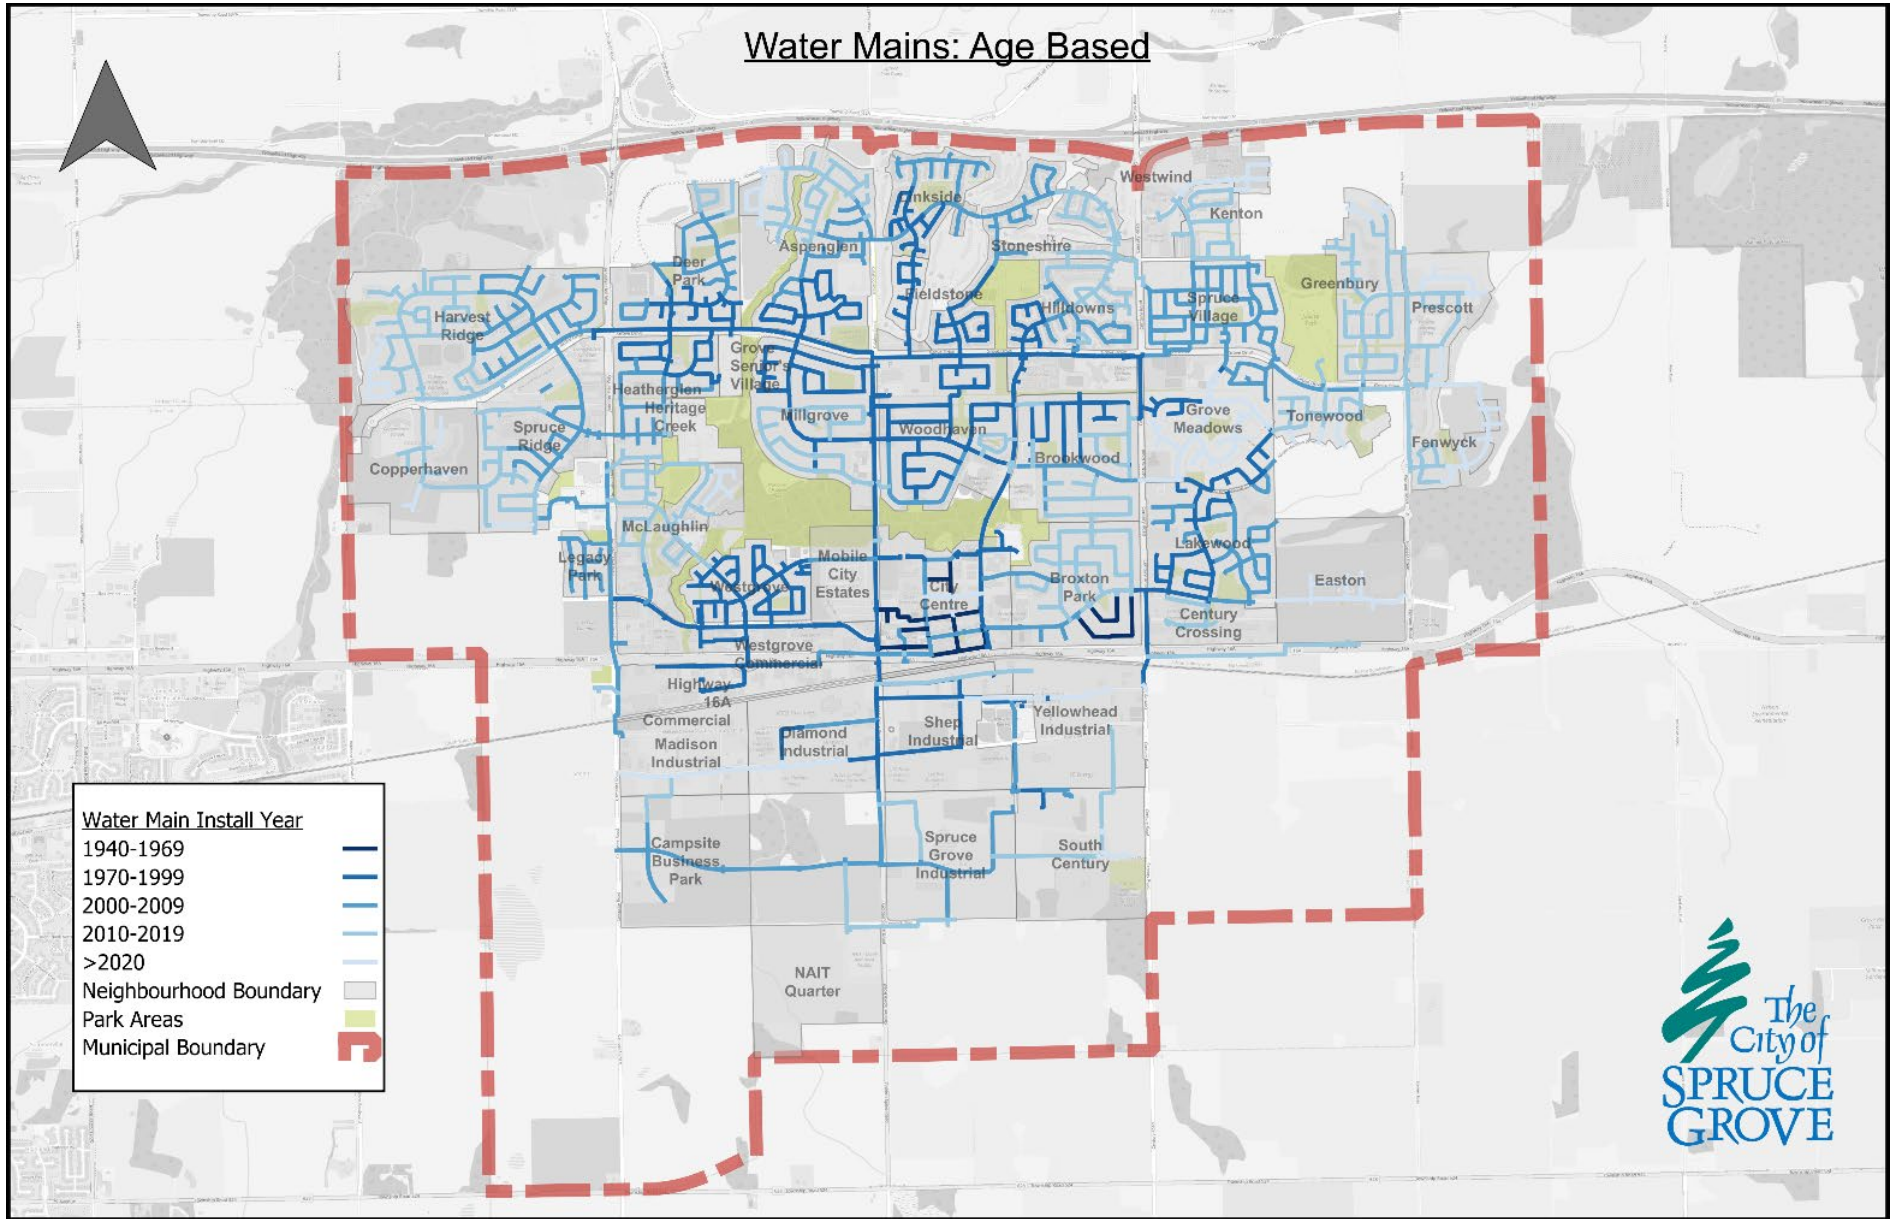 Water Mains: Age Based
Westwind
Linkside
Kenton
Aspenglen
Stoneshire
Deer
Park
Greenbury
Fieldstone
Hilldowns
Spruce
Village
Prescott
Harvest
Ridge
Grove
Senior's
Village
Heatherglen
Heritage
Creek
Millgrove
Woodhaven
Grove
Meadows
Tonewood
Spruce
Ridge
Fenwyck
Copperhaven
Brookwood
McLaughlin
Lakewood
Legacy
Park
Westgrove
Mobile
City
Estates
City
Centre
Broxton
Park
Easton
Century
Crossing
Westgrove
Commercial
Highway
16A
Commercial
Madison
Industrial
Diamond
Industrial
Shep
Industrial
Yellowhead
Industrial
Campsite
Business
Park
Spruce
Grove
Industrial
South
Century
NAIT
Quarter
Water Main Install Year
1940-1969
1970-1999
2000-2009
2010-2019
>2020
Neighbourhood Boundary
Park Areas
Municipal Boundary
The
City of
SPRUCE
GROVE